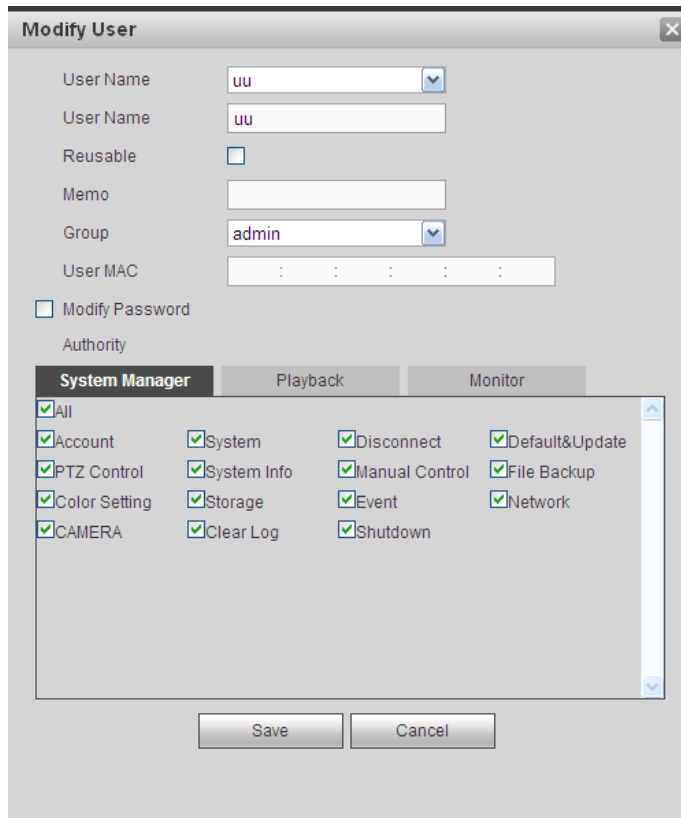 Modify User
User Name uu
User Name uu
Reusable
Memo
Group admin
User MAC : : : : :
Modify Password
Authority
System Manager Playback Monitor
All
Account System Disconnect Default&Update
PTZ Control System Info Manual Control File Backup
Color Setting Storage Event Network
CAMERA Clear Log Shutdown
Save Cancel